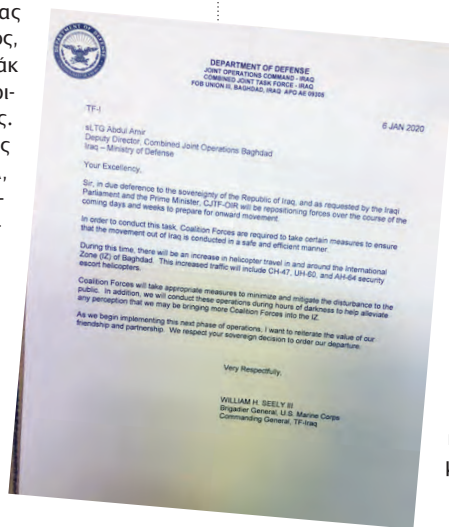 DEPARTMENT OF DEFENSE
JOINT OPERATIONS COMMAND - IRAQ
COMBINED JOINT TASK FORCE - OIR
FOB UNION III, BAGHDAD, IRAQ APO AE 09306
TF-I
6 JAN 2020
sLTG Abdul Amir
Deputy Director, Combined Joint Operations Baghdad
Iraq – Ministry of Defense
Your Excellency,
Sir, in due deference to the sovereignty of the Republic of Iraq, and as requested by the Iraqi
Parliament and the Prime Minister, CJTF-OIR will be repositioning forces over the course of the
coming days and weeks to prepare for onward movement.
In order to conduct this task, Coalition Forces are required to take certain measures to ensure
that the movement out of Iraq is conducted in a safe and efficient manner.
During this time, there will be an increase in helicopter travel in and around the International
Zone (IZ) of Baghdad. This increased traffic will include CH-47, UH-60, and AH-64 security
escort helicopters.
Coalition Forces will take appropriate measures to minimize and mitigate the disturbance to the
public. In addition, we will conduct these operations during hours of darkness to help alleviate
any perception that we may be bringing more Coalition Forces into the IZ.
As we begin implementing this next phase of operations, I want to reiterate the value of our
friendship and partnership. We respect your sovereign decision to order our departure.
Very Respectfully,
WILLIAM H. SEELY III
Brigadier General, U.S. Marine Corps
Commanding General, TF-Iraq